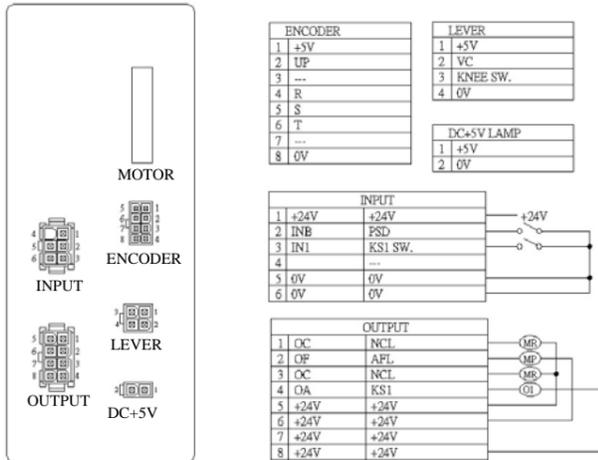 MOTOR
5 1
6 2
7 3
8 4
ENCODER
4 1
5 2
6 3
INPUT
3 1
4 2
LEVER
5 1
6 2
7 3
8 4
OUTPUT
2 1
DC+5V
ENCODER
1 +5V
2 UP
3 ---
4 R
5 S
6 T
7 ---
8 0V
LEVER
1 +5V
2 VC
3 KNEE SW.
4 0V
DC+5V LAMP
1 +5V
2 0V
INPUT
1 +24V +24V
2 INB PSD
3 IN1 KS1 SW.
4 ---
5 0V 0V
6 0V 0V
+24V
OUTPUT
1 OC NCL
2 OF AFL
3 OC NCL
4 OA KS1
5 +24V +24V
6 +24V +24V
7 +24V +24V
8 +24V +24V
MR
MP
MR
OI